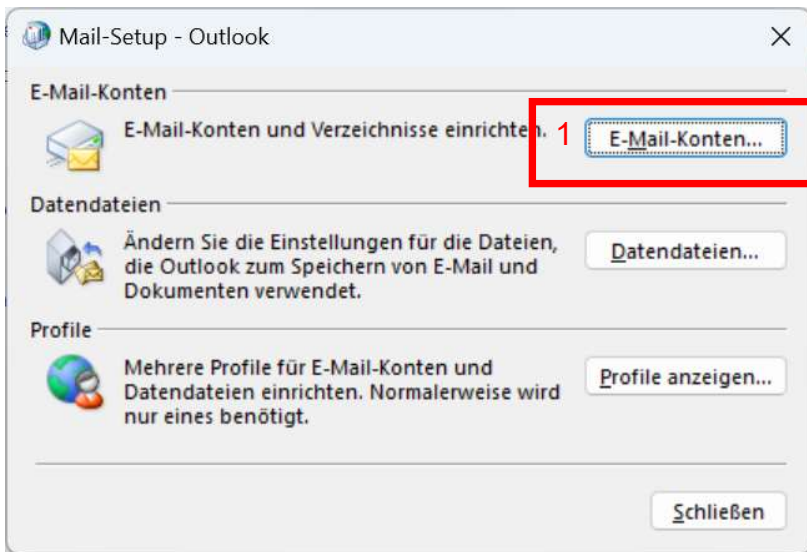 Mail-Setup - Outlook
E-Mail-Konten
E-Mail-Konten und Verzeichnisse einrichten.
1
E-Mail-Konten...
Datendateien
Ändern Sie die Einstellungen für die Dateien,
die Outlook zum Speichern von E-Mail und
Dokumenten verwendet.
Datendateien...
Profile
Mehrere Profile für E-Mail-Konten und
Datendateien einrichten. Normalerweise wird
nur eines benötigt.
Profile anzeigen...
Schließen